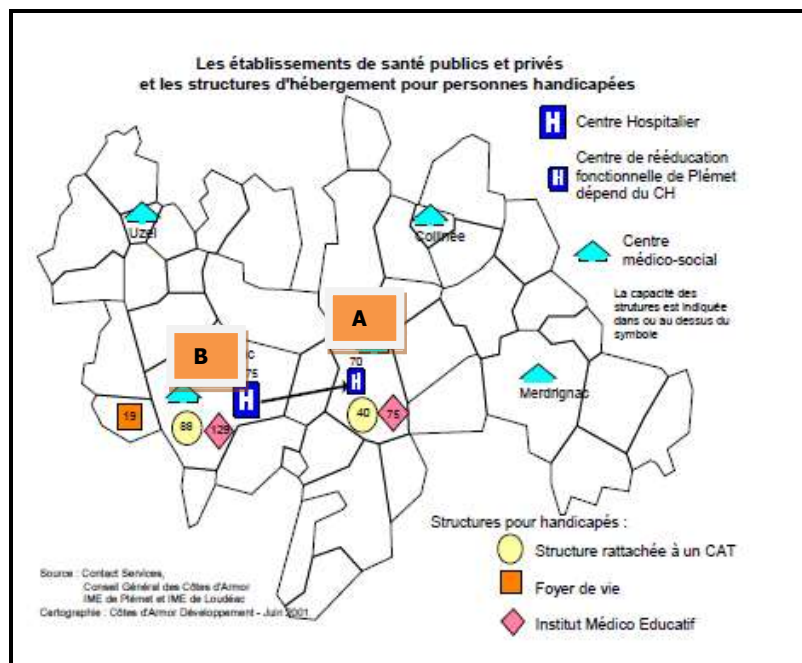 Les établissements de santé publics et privés
et les structures d'hébergement pour personnes handicapées
Centre Hospitalier
Centre de rééducation
fonctionnelle de Plémet
dépend du CH
Centre
médico-social
La capacité des
strutures est indiquée
dans ou au dessus du
symbole
Uzel
Collinée
A
B
C
75
70
H
H
H
H
Merdrignac
19
88
129
40
75
Structures pour handicapés :
Structure rattachée à un CAT
Foyer de vie
Institut Médico Educatif
Source : Contact Services,
Conseil Général des Côtes d'Armor
IME de Plémet et IME de Loudéac
Cartographie : Côtes d'Armor Développement - Juin 2001